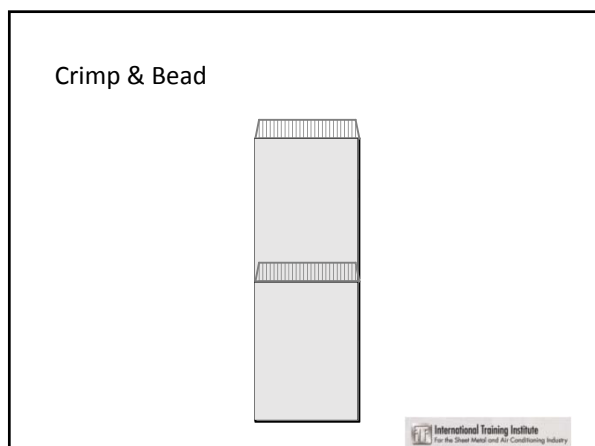 Crimp & Bead
International Training Institute
For the Sheet Metal and Air Conditioning Industry